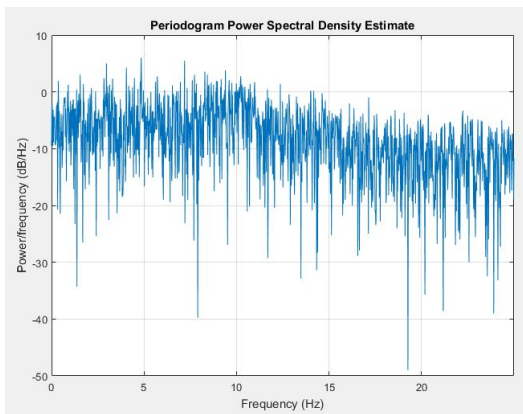 Periodogram Power Spectral Density Estimate
Power/frequency (dB/Hz)
10
0
-10
-20
-30
-40
-50
0 5 10 15 20
Frequency (Hz)